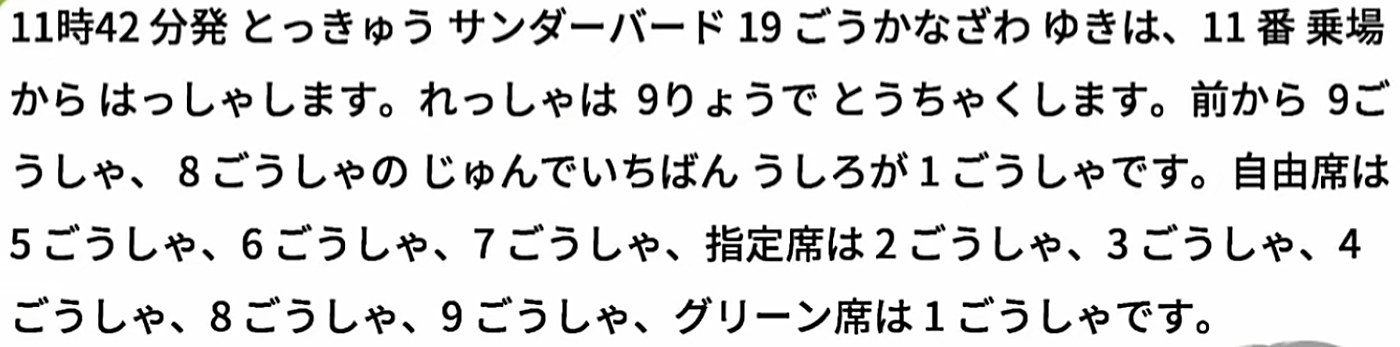 11時42分発 とっきゅう サンダーバード 19 ごうかなざわ ゆきは、11 番 乗場
から はっしゃします。れっしゃは 9りょうで とうちゃくします。前から 9ご
うしゃ、 8 ごうしゃの じゅんでいちばん うしろが 1 ごうしゃです。自由席は
5 ごうしゃ、6 ごうしゃ、7 ごうしゃ、指定席は 2 ごうしゃ、3 ごうしゃ、4
ごうしゃ、8 ごうしゃ、9 ごうしゃ、グリーン席は 1 ごうしゃです。